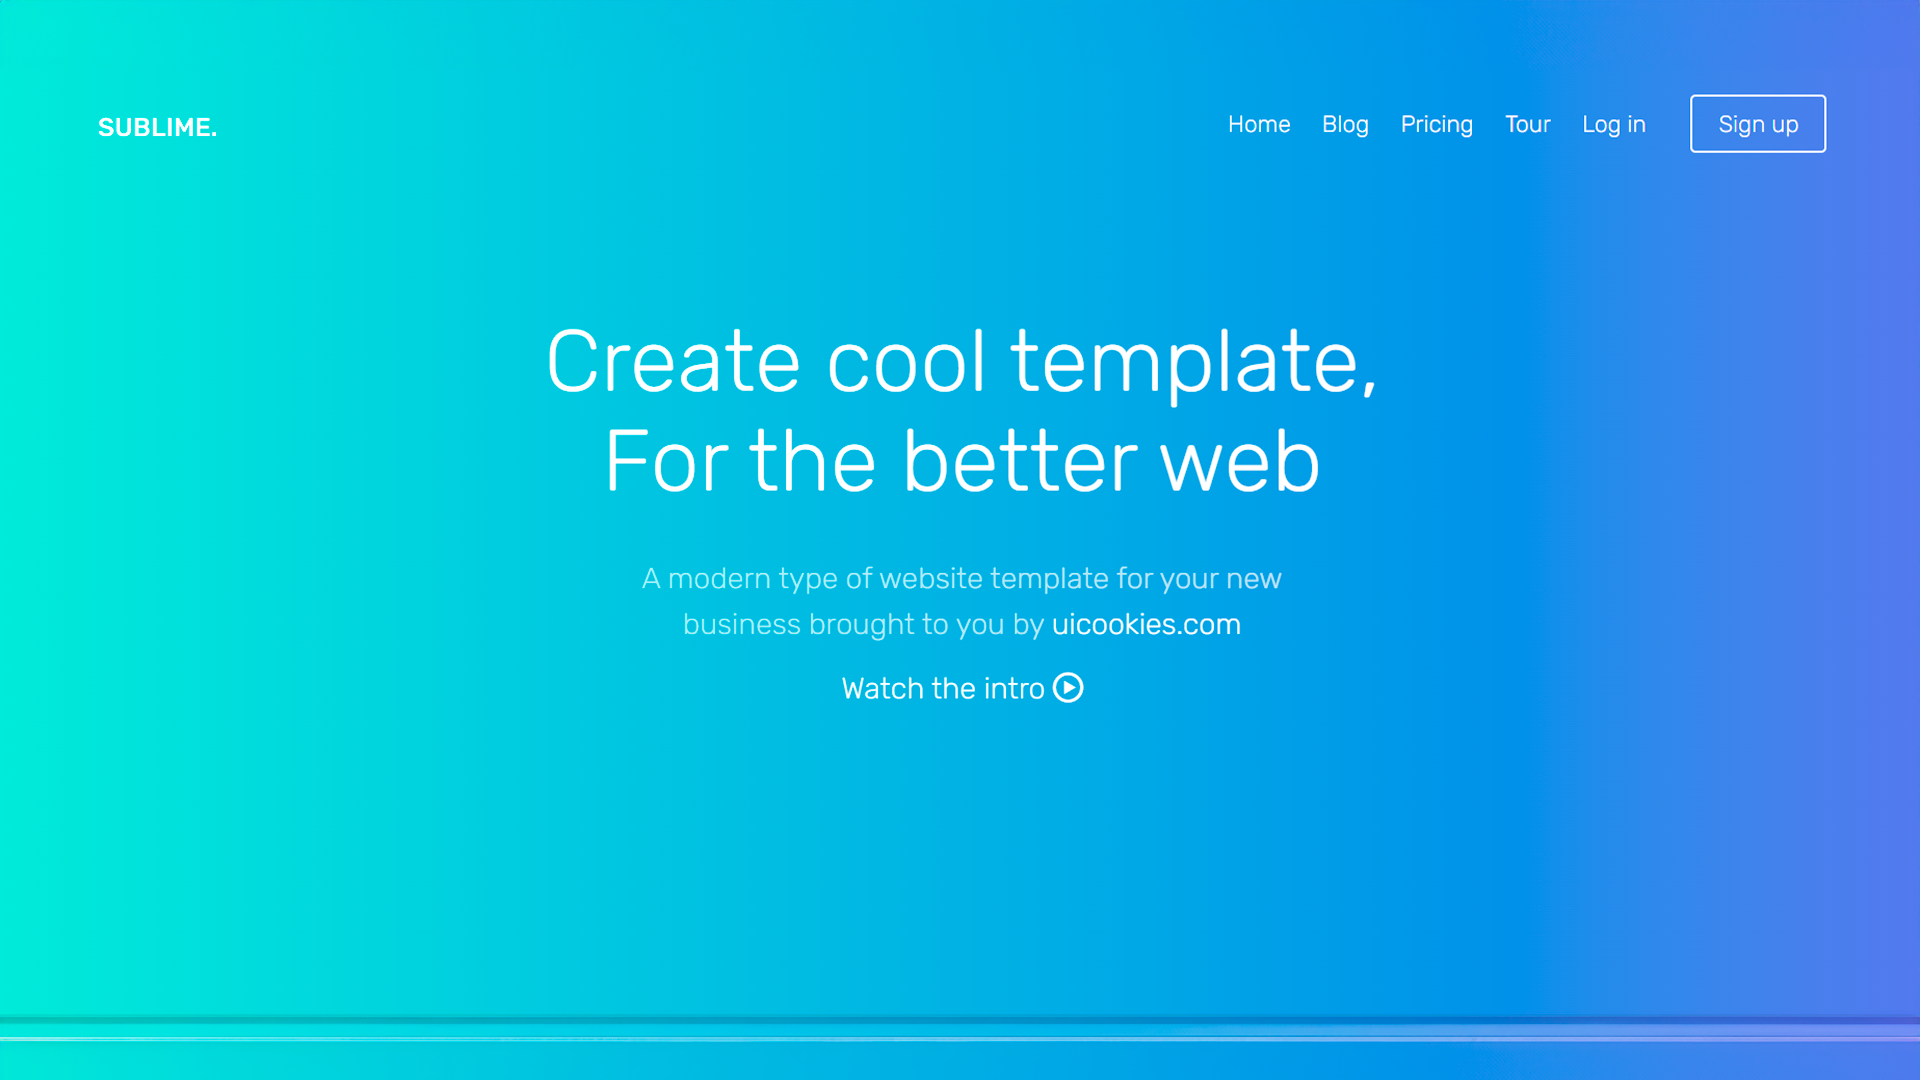 SUBLIME.
Home Blog Pricing Tour Log in Sign up
Create cool template,
For the better web
A modern type of website template for your new
business brought to you by uicookies.com
Watch the intro